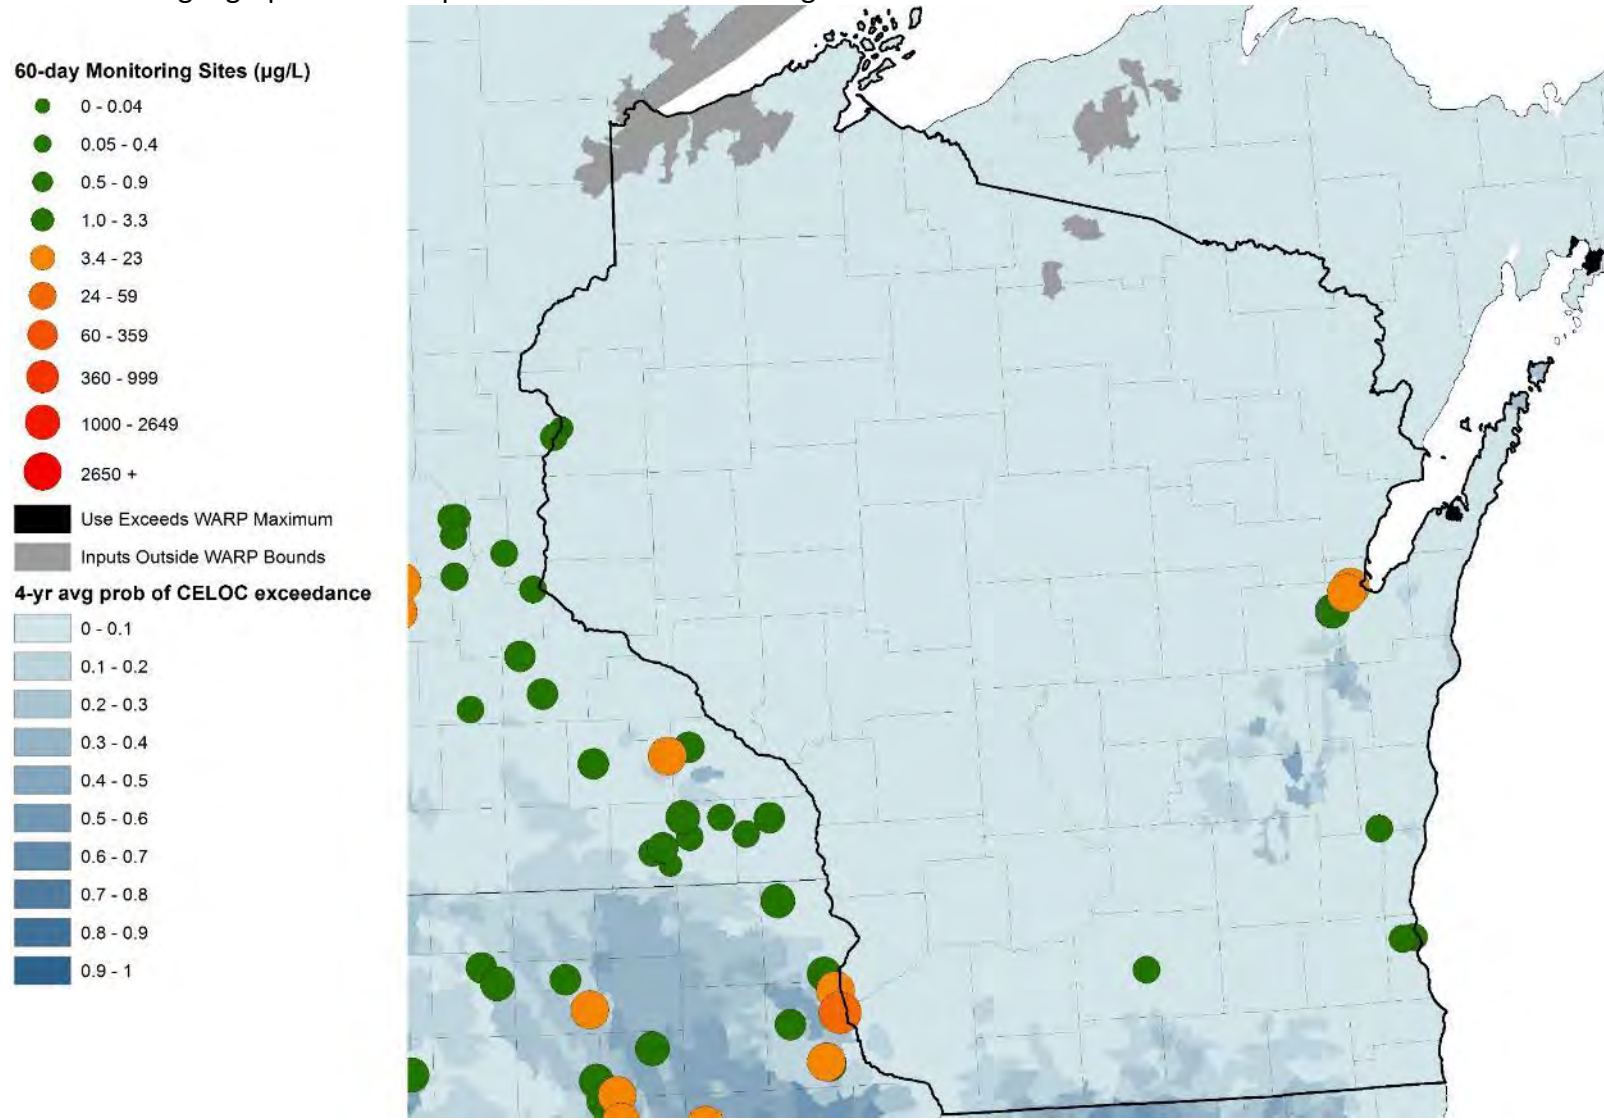 60-day Monitoring Sites (µg/L)
0 - 0.04
0.05 - 0.4
0.5 - 0.9
1.0 - 3.3
3.4 - 23
24 - 59
60 - 359
360 - 999
1000 - 2649
2650 +
Use Exceeds WARP Maximum
Inputs Outside WARP Bounds
4-yr avg prob of CELOC exceedance
0 - 0.1
0.1 - 0.2
0.2 - 0.3
0.3 - 0.4
0.4 - 0.5
0.5 - 0.6
0.6 - 0.7
0.7 - 0.8
0.8 - 0.9
0.9 - 1